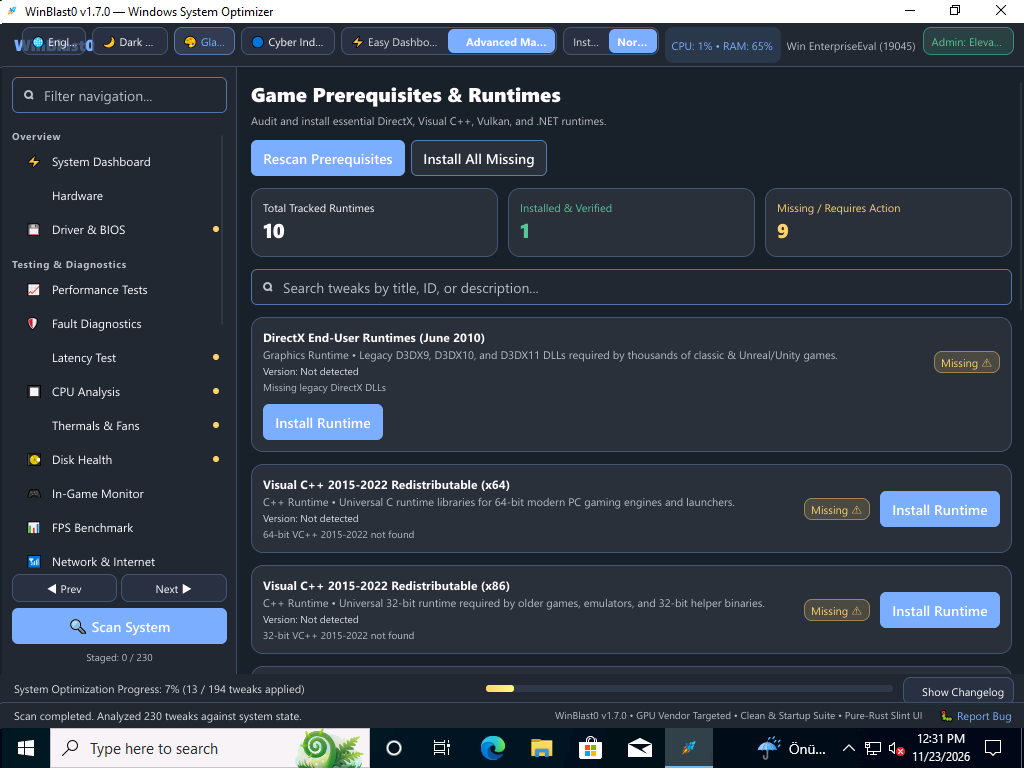 WinBlast0 v1.7.0 — Windows System Optimizer
Engl...
Dark ...
Gla...
Cyber Ind...
Easy Dashbo...
Advanced Ma...
Inst...
Nor...
CPU: 1% • RAM: 65%
Win EnterpriseEval (19045)
Admin: Eleva...
Filter navigation...
Overview
System Dashboard
Hardware
Driver & BIOS
Testing & Diagnostics
Performance Tests
Fault Diagnostics
Latency Test
CPU Analysis
Thermals & Fans
Disk Health
In-Game Monitor
FPS Benchmark
Network & Internet
◀ Prev
Next ▶
Scan System
Staged: 0 / 230
Game Prerequisites & Runtimes
Audit and install essential DirectX, Visual C++, Vulkan, and .NET runtimes.
Rescan Prerequisites
Install All Missing
Total Tracked Runtimes
10
Installed & Verified
1
Missing / Requires Action
9
Search tweaks by title, ID, or description...
DirectX End-User Runtimes (June 2010)
Graphics Runtime • Legacy D3DX9, D3DX10, and D3DX11 DLLs required by thousands of classic & Unreal/Unity games.
Version: Not detected
Missing legacy DirectX DLLs
Missing ⚠
Install Runtime
Visual C++ 2015-2022 Redistributable (x64)
C++ Runtime • Universal C runtime libraries for 64-bit modern PC gaming engines and launchers.
Version: Not detected
64-bit VC++ 2015-2022 not found
Missing ⚠
Install Runtime
Visual C++ 2015-2022 Redistributable (x86)
C++ Runtime • Universal 32-bit runtime required by older games, emulators, and 32-bit helper binaries.
Version: Not detected
32-bit VC++ 2015-2022 not found
Missing ⚠
Install Runtime
System Optimization Progress: 7% (13 / 194 tweaks applied)
Show Changelog
Scan completed. Analyzed 230 tweaks against system state.
WinBlast0 v1.7.0 • GPU Vendor Targeted • Clean & Startup Suite • Pure-Rust Slint UI
Report Bug
Type here to search
Önü...
12:31 PM
11/23/2026